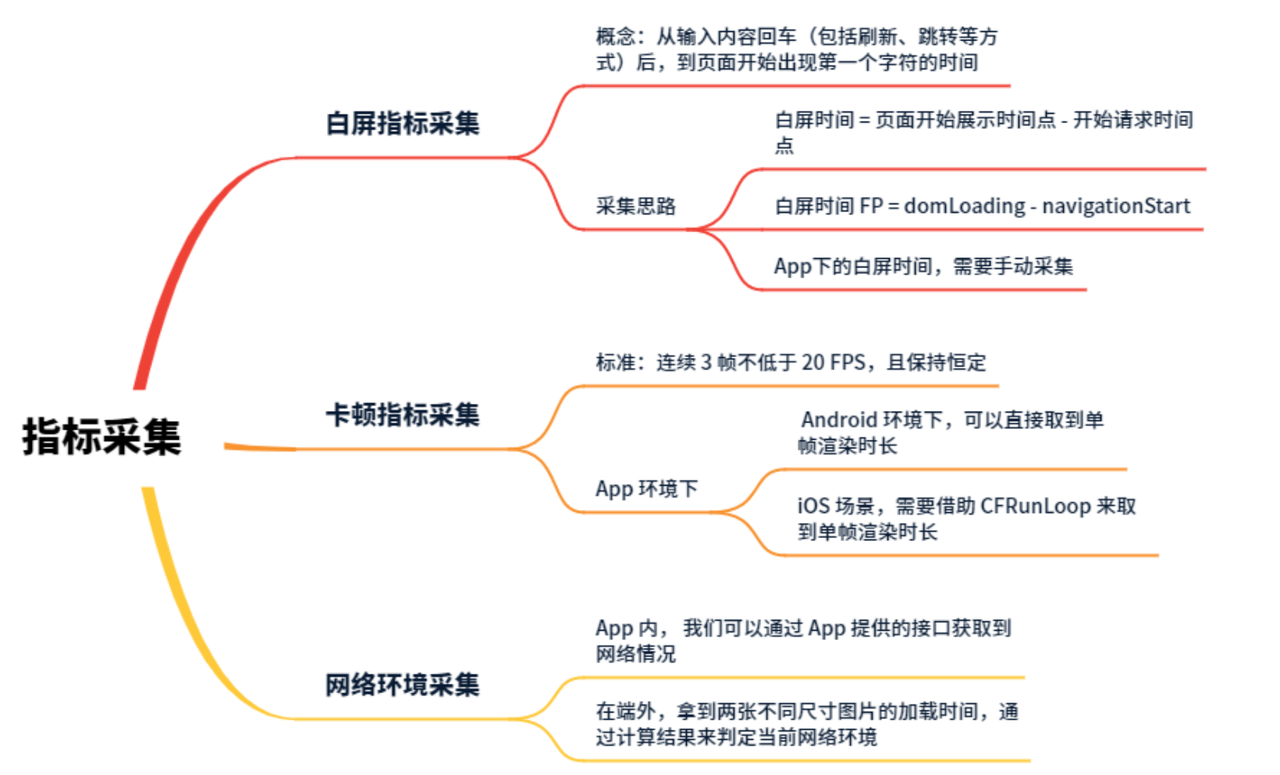 指标采集
白屏指标采集
概念：从输入内容回车（包括刷新、跳转等方
式）后，到页面开始出现第一个字符的时间
采集思路
白屏时间 = 页面开始展示时间点 - 开始请求时间
点
白屏时间 FP = domLoading - navigationStart
App下的白屏时间，需要手动采集
卡顿指标采集
标准：连续 3 帧不低于 20 FPS，且保持恒定
App 环境下
Android 环境下，可以直接取到单
帧渲染时长
iOS 场景，需要借助 CFRunLoop 来取
到单帧渲染时长
网络环境采集
App 内， 我们可以通过 App 提供的接口获取到
网络情况
在端外，拿到两张不同尺寸图片的加载时间，通
过计算结果来判定当前网络环境